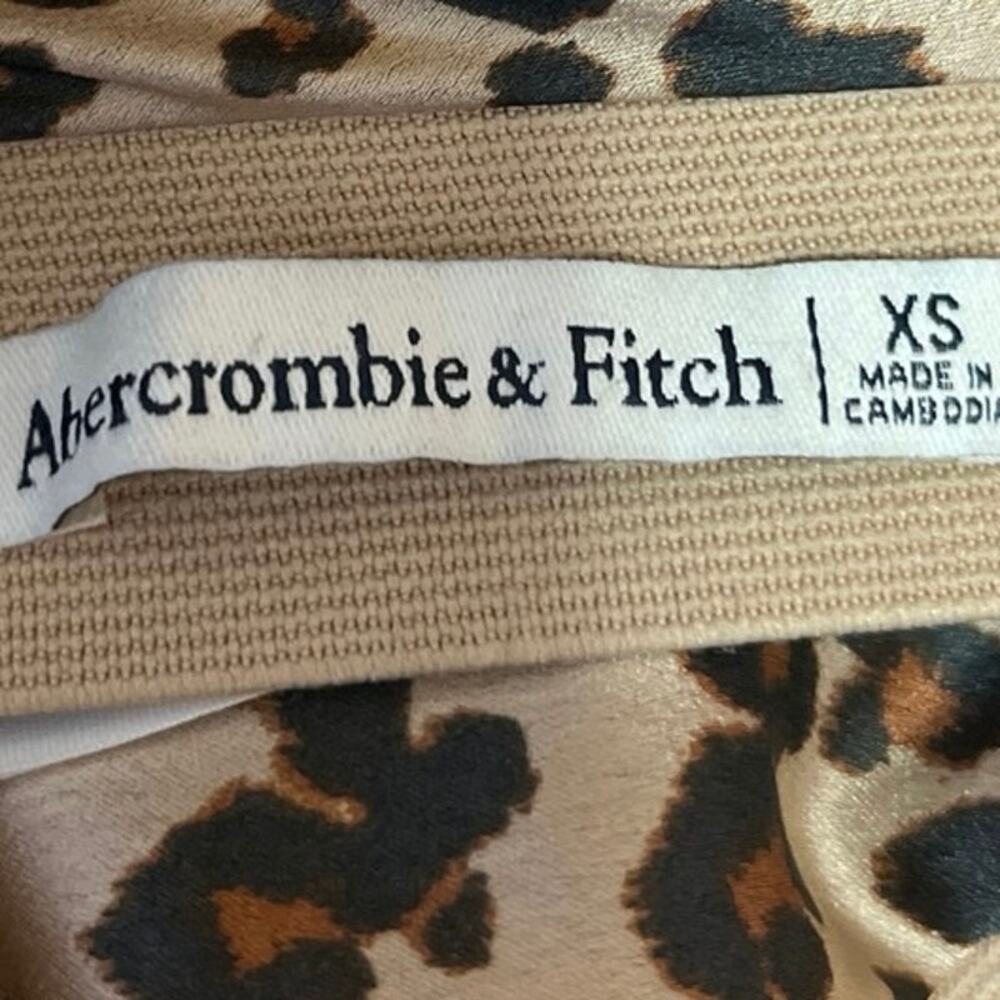 Abercrombie & Fitch
XS
MADE IN
CAMBODIA